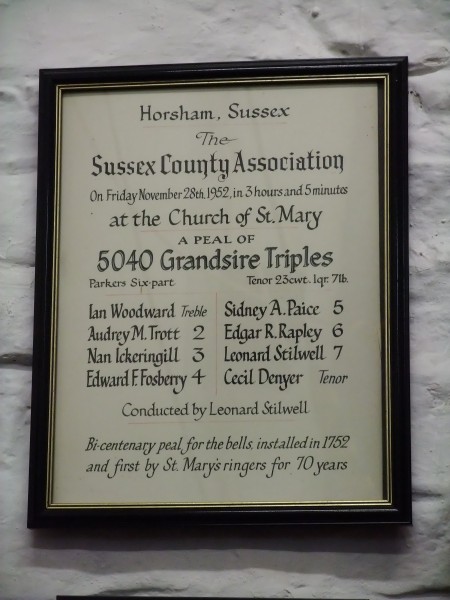 Horsham, Sussex
The
Sussex County Association
On Friday November 28th, 1952, in 3 hours and 5 minutes
at the Church of St. Mary
A PEAL OF
5040 Grandsire Triples
Parkers Six-part Tenor 23cwt. 1qr. 7lb.
Ian Woodward Treble Sidney A. Paice 5
Audrey M. Trott 2 Edgar R. Rapley 6
Nan Ickeringill 3 Leonard Stilwell 7
Edward F. Fosberry 4 Cecil Denyer Tenor
Conducted by Leonard Stilwell
Bi-centenary peal for the bells, installed in 1752
and first by St. Mary's ringers for 70 years